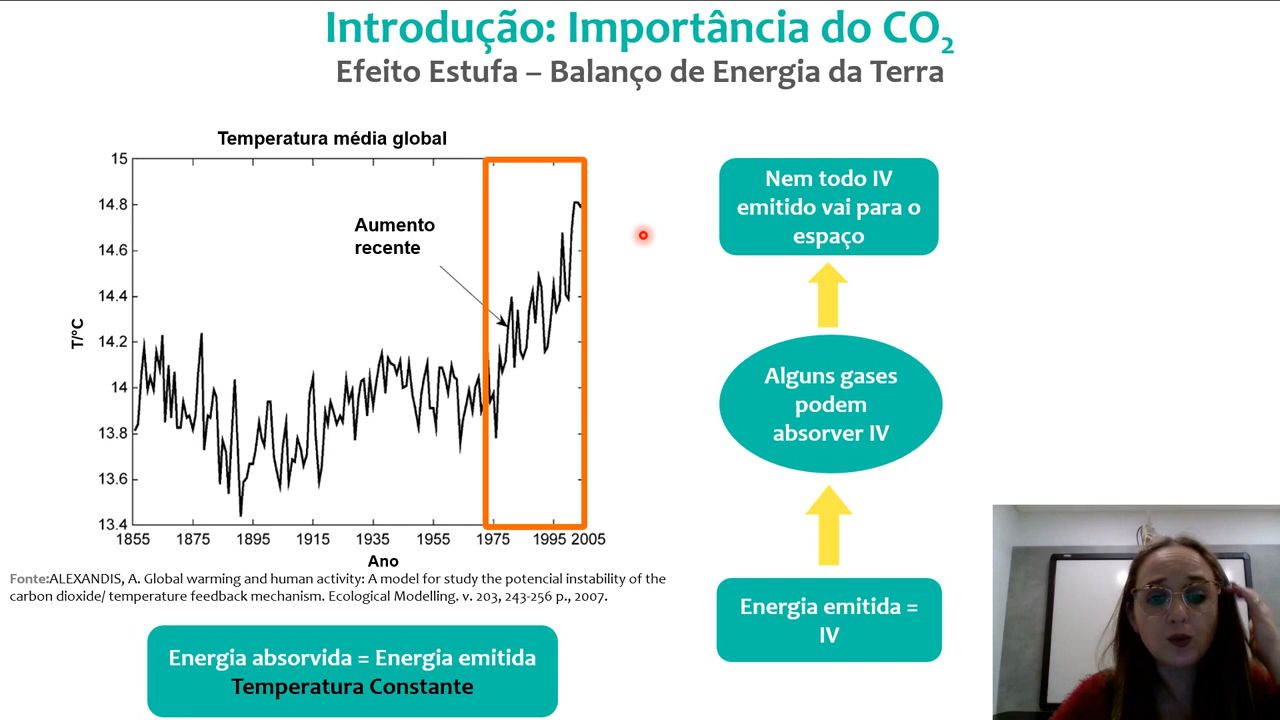 Introdução: Importância do CO2
Efeito Estufa – Balanço de Energia da Terra
Temperatura média global
15
14.8
14.6
14.4
14.2
14
13.8
13.6
13.4
T/°C
Aumento
recente
1855 1875 1895 1915 1935 1955 1975 1995 2005
Ano
Fonte:ALEXANDIS, A. Global warming and human activity: A model for study the potencial instability of the
carbon dioxide/ temperature feedback mechanism. Ecological Modelling. v. 203, 243-256 p., 2007.
Energia absorvida = Energia emitida
Temperatura Constante
Nem todo IV
emitido vai para o
espaço
Alguns gases
podem
absorver IV
Energia emitida =
IV